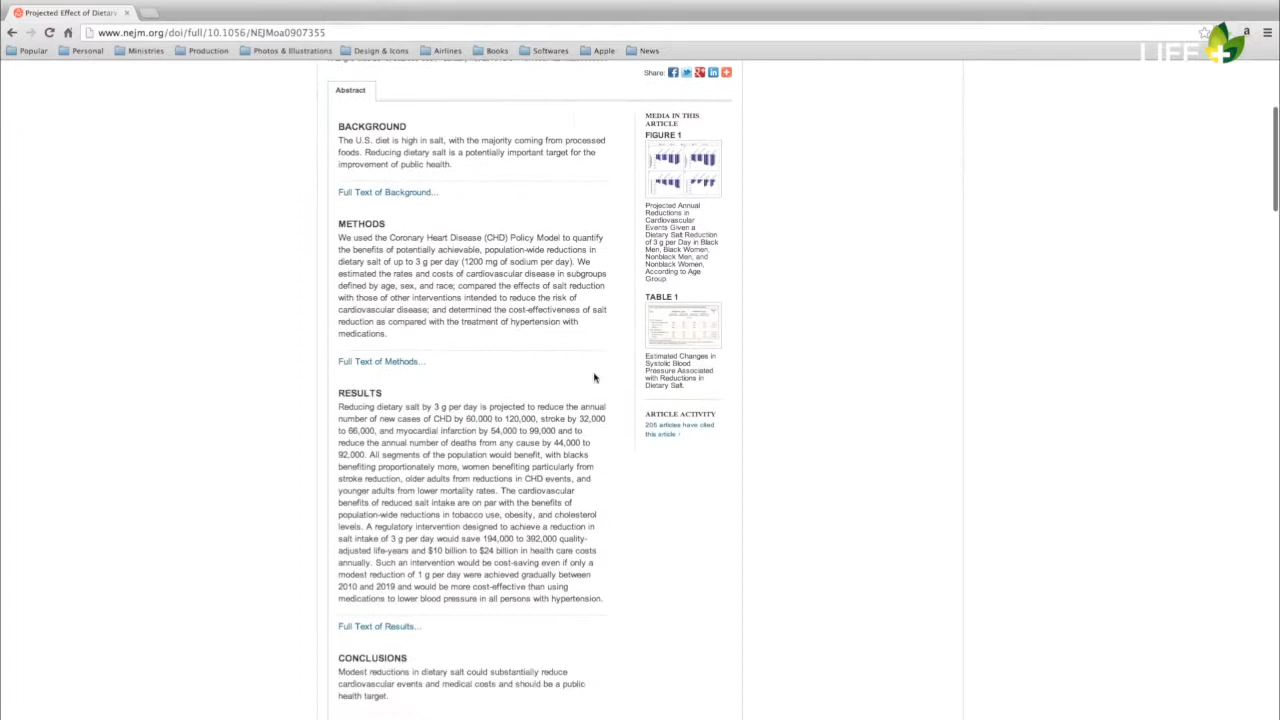 Projected Effect of Dietary
www.nejm.org/doi/full/10.1056/NEJMoa0907355
Popular
Personal
Ministries
Production
Photos & Illustrations
Design & Icons
Airlines
Books
Softwares
Apple
News
LIFE
Share:
Abstract
BACKGROUND
The U.S. diet is high in salt, with the majority coming from processed
foods. Reducing dietary salt is a potentially important target for the
improvement of public health.
Full Text of Background...
METHODS
We used the Coronary Heart Disease (CHD) Policy Model to quantify
the benefits of potentially achievable, population-wide reductions in
dietary salt of up to 3 g per day (1200 mg of sodium per day). We
estimated the rates and costs of cardiovascular disease in subgroups
defined by age, sex, and race; compared the effects of salt reduction
with those of other interventions intended to reduce the risk of
cardiovascular disease; and determined the cost-effectiveness of salt
reduction as compared with the treatment of hypertension with
medications.
Full Text of Methods...
RESULTS
Reducing dietary salt by 3 g per day is projected to reduce the annual
number of new cases of CHD by 60,000 to 120,000, stroke by 32,000
to 66,000, and myocardial infarction by 54,000 to 99,000 and to
reduce the annual number of deaths from any cause by 44,000 to
92,000. All segments of the population would benefit, with blacks
benefiting proportionately more, women benefiting particularly from
stroke reduction, older adults from reductions in CHD events, and
younger adults from lower mortality rates. The cardiovascular
benefits of reduced salt intake are on par with the benefits of
population-wide reductions in tobacco use, obesity, and cholesterol
levels. A regulatory intervention designed to achieve a reduction in
salt intake of 3 g per day would save 194,000 to 392,000 quality-
adjusted life-years and $10 billion to $24 billion in health care costs
annually. Such an intervention would be cost-saving even if only a
modest reduction of 1 g per day were achieved gradually between
2010 and 2019 and would be more cost-effective than using
medications to lower blood pressure in all persons with hypertension.
Full Text of Results...
CONCLUSIONS
Modest reductions in dietary salt could substantially reduce
cardiovascular events and medical costs and should be a public
health target.
MEDIA IN THIS
ARTICLE
FIGURE 1
Projected Annual
Reductions in
Cardiovascular
Events Given a
Dietary Salt Reduction
of 3 g per Day in Black
Men, Black Women,
Nonblack Men, and
Nonblack Women,
According to Age
Group.
TABLE 1
Estimated Changes in
Systolic Blood
Pressure Associated
with Reductions in
Dietary Salt.
ARTICLE ACTIVITY
205 articles have cited
this article